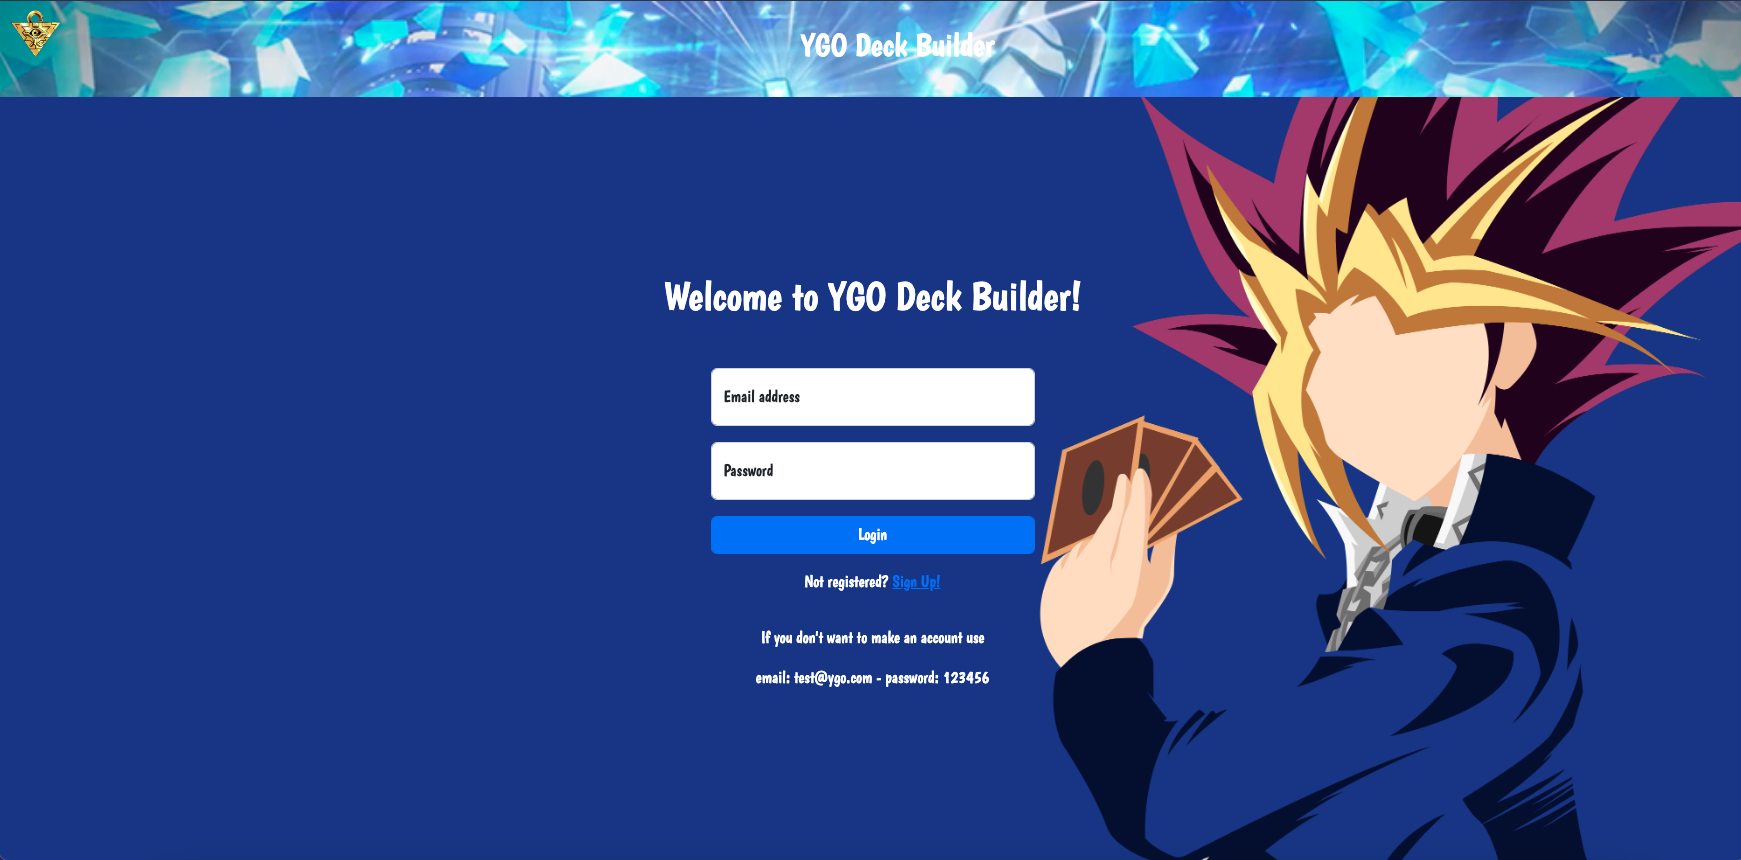 YGO Deck Builder
Welcome to YGO Deck Builder!
Email address
Password
Login
Not registered? Sign Up!
If you don't want to make an account use
email: test@ygo.com - password: 123456